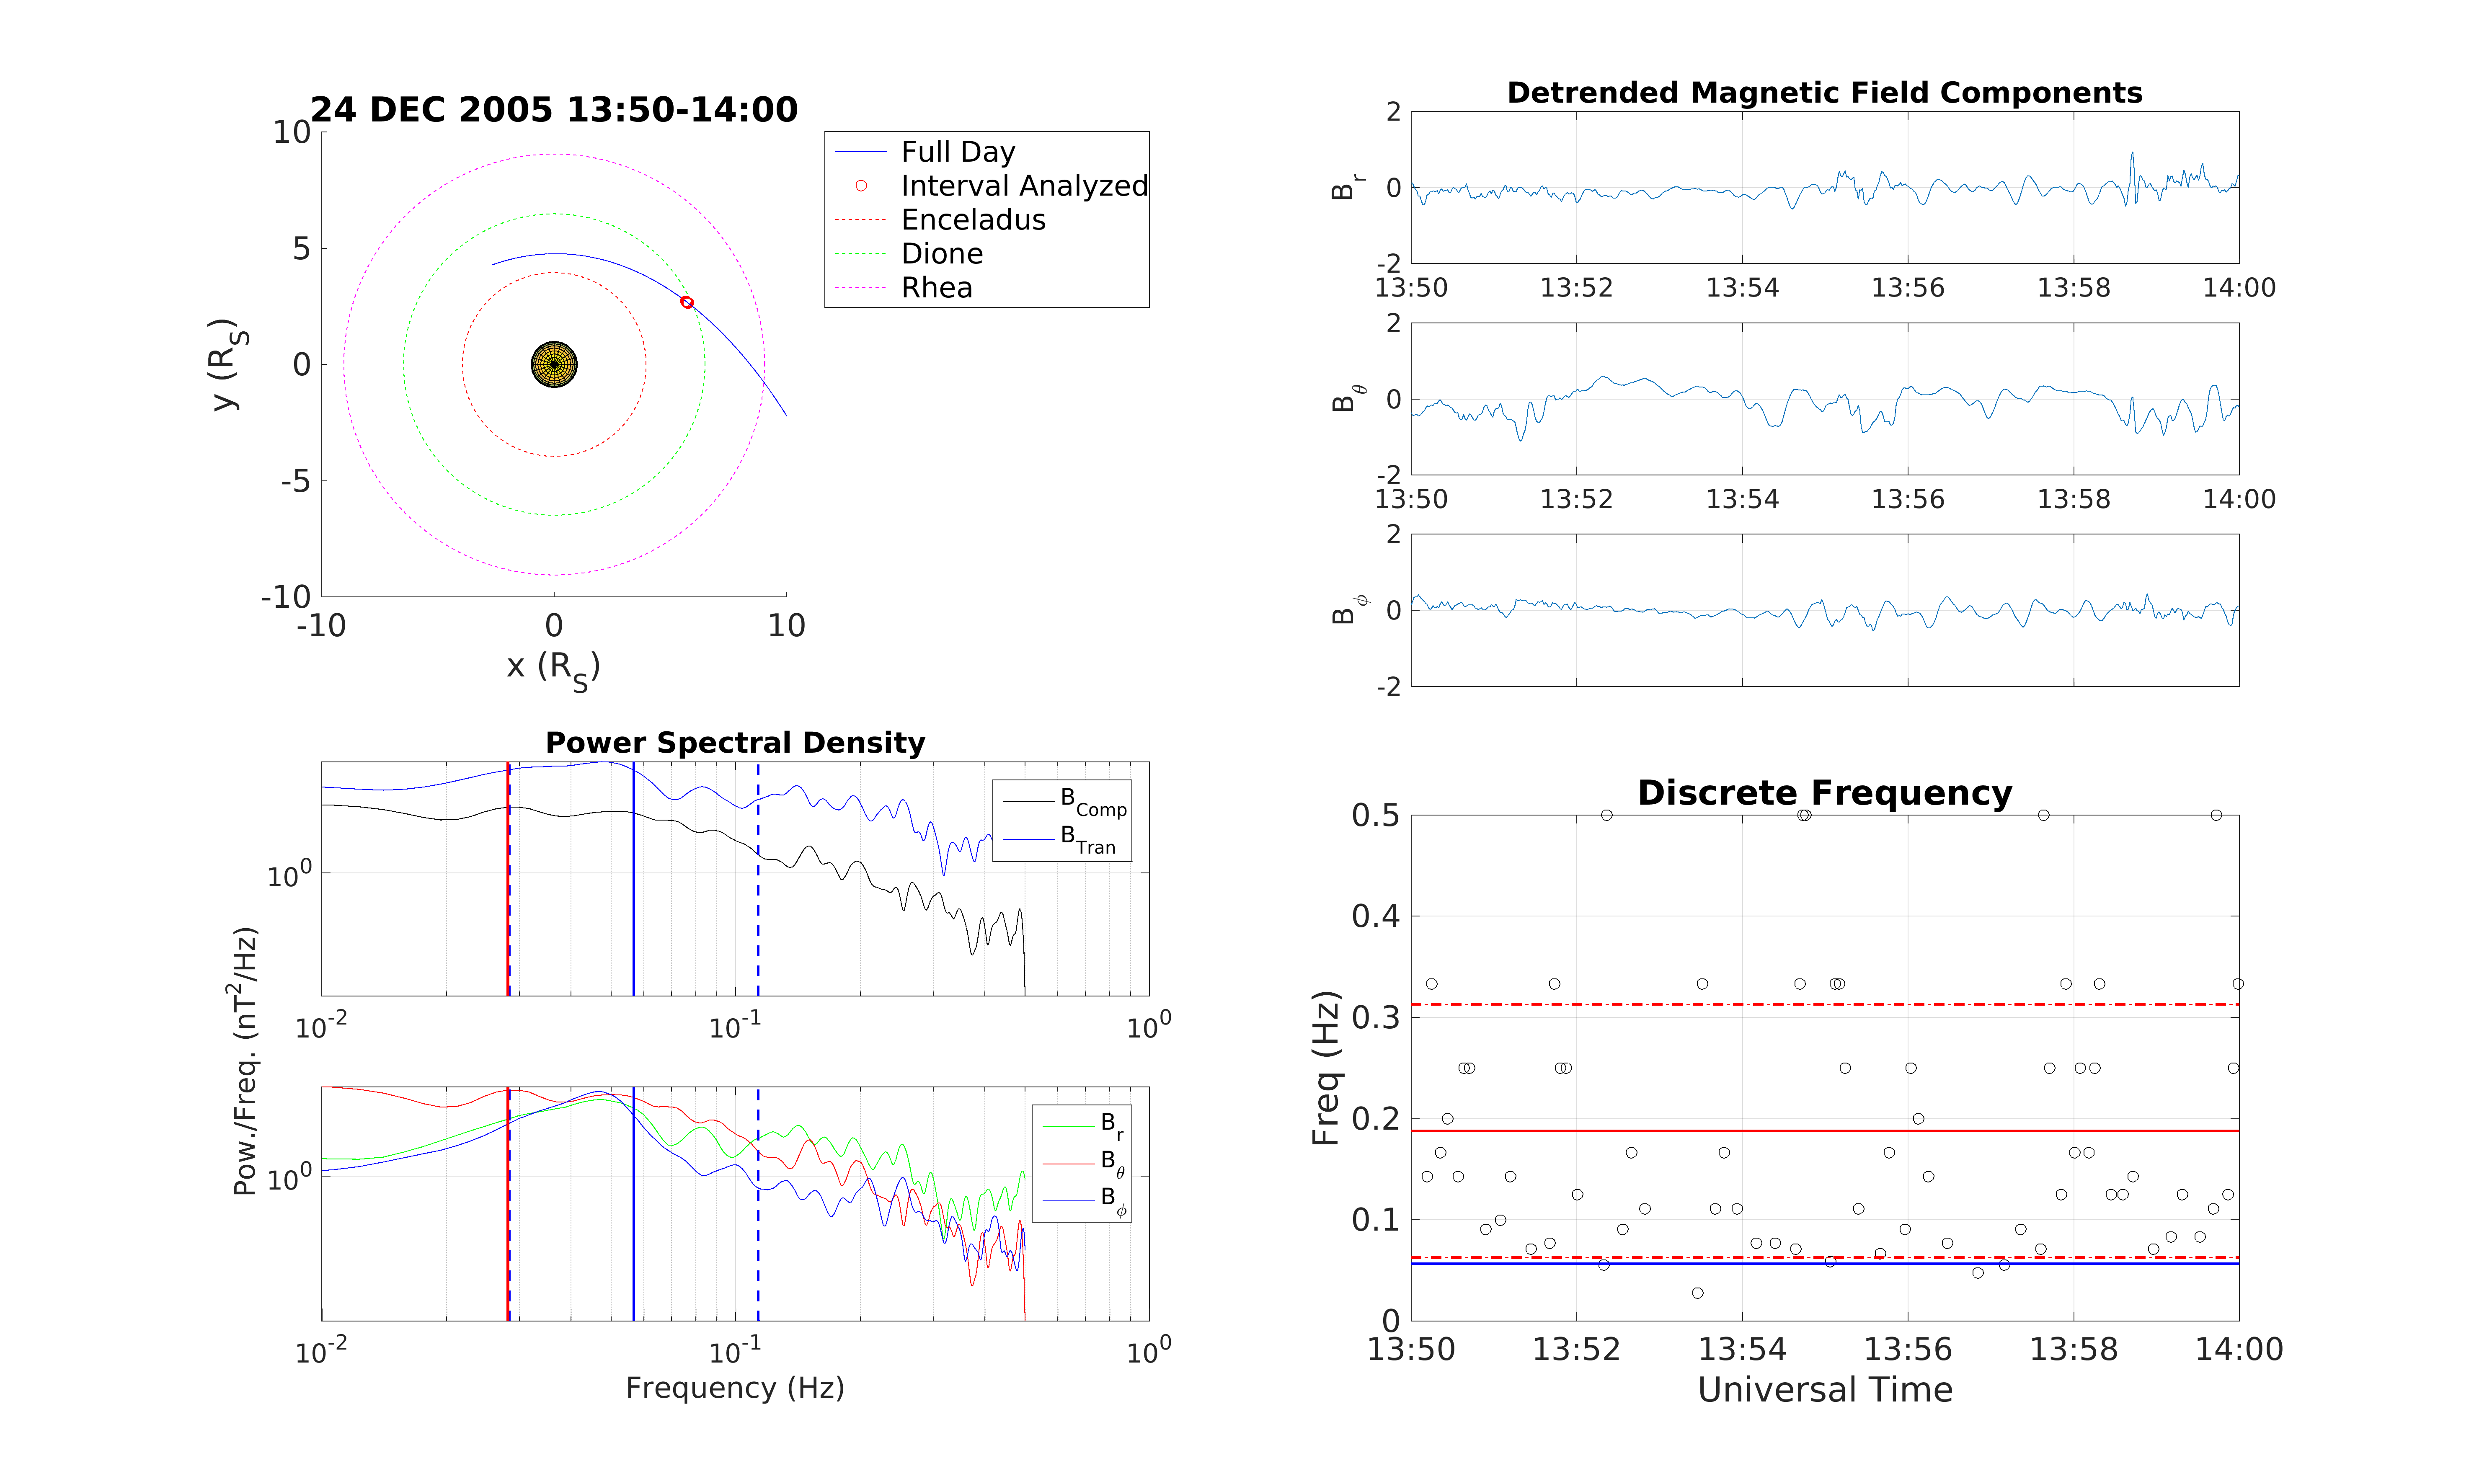 24 DEC 2005 13:50-14:00
10
5
0
-5
-10
y (R_S)
-10 0 10
x (R_S)
Full Day
Interval Analyzed
Enceladus
Dione
Rhea
Detrended Magnetic Field Components
2
0
-2
B_r
13:50 13:52 13:54 13:56 13:58 14:00
2
0
-2
B_θ
13:50 13:52 13:54 13:56 13:58 14:00
2
0
-2
B_ϕ
Power Spectral Density
10^0
B_Comp
B_Tran
10^-2 10^-1 10^0
Pow./Freq. (nT^2/Hz)
10^0
B_r
B_θ
B_ϕ
10^-2 10^-1 10^0
Frequency (Hz)
Discrete Frequency
0.5
0.4
0.3
0.2
0.1
0
Freq (Hz)
13:50 13:52 13:54 13:56 13:58 14:00
Universal Time